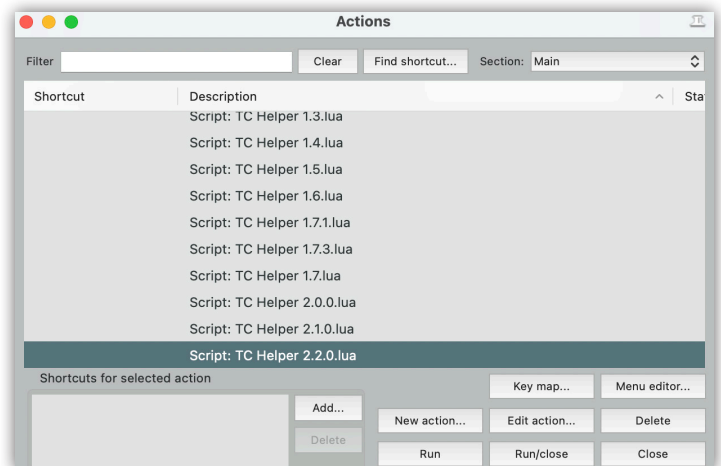 Actions
Filter Clear Find shortcut... Section: Main
Shortcut Description Sta
Script: TC Helper 1.3.lua
Script: TC Helper 1.4.lua
Script: TC Helper 1.5.lua
Script: TC Helper 1.6.lua
Script: TC Helper 1.7.1.lua
Script: TC Helper 1.7.3.lua
Script: TC Helper 1.7.lua
Script: TC Helper 2.0.0.lua
Script: TC Helper 2.1.0.lua
Script: TC Helper 2.2.0.lua
Shortcuts for selected action
Key map... Menu editor...
Add... New action... Edit action... Delete
Delete Run Run/close Close